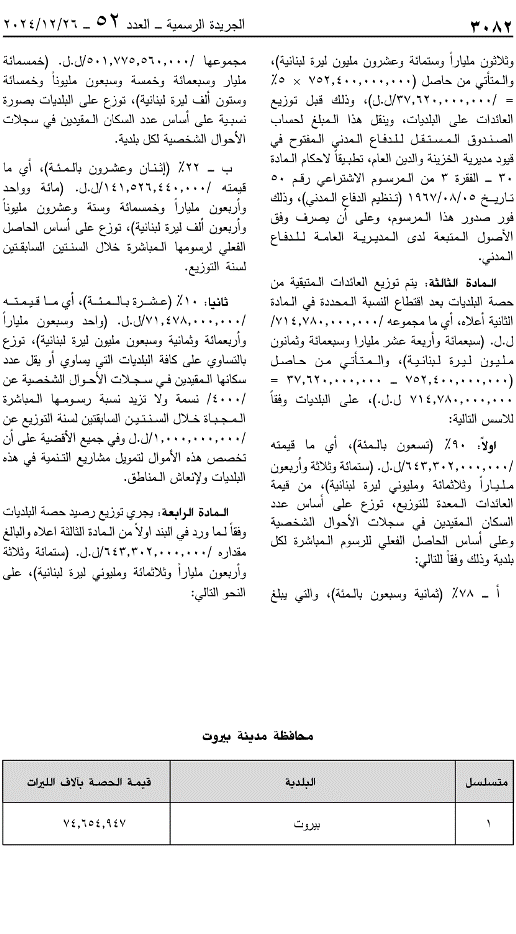 ٣٠٨٢
الجريدة الرسمية – العدد ٥٢ – ٢٠٢٤/١٢/٢٦
وثلاثون ملياراً وستمائة وعشرون مليون ليرة لبنانية)،
والمتأتي من حاصل (٧٥٢,٤٠٠,٠٠٠,٠٠٠ × ٥٪
= /٣٧,٦٢٠,٠٠٠,٠٠٠/ل.ل)، وذلك قبل توزيع
العائدات على البلديات، وينقل هذا المبلغ لحساب
الصندوق المستقل للدفاع المدني المفتوح في
قيود مديرية الخزينة والدين العام، تطبيقاً لاحكام المادة
٣٠ – الفقرة ٣ من المرسوم الاشتراعي رقم ٥٠
تاريخ ١٩٦٧/٠٨/٠٥ (تنظيم الدفاع المدني)، وذلك
فور صدور هذا المرسوم، وعلى أن يصرف وفق
الأصول المتبعة لدى المديرية العامة للدفاع
المدني.
المادة الثالثة: يتم توزيع العائدات المتبقية من
حصة البلديات بعد اقتطاع النسبة المحددة في المادة
الثانية أعلاه، أي ما مجموعه /٧١٤,٧٨٠,٠٠٠,٠٠٠/
ل.ل. (سبعمائة وأربعة عشر مليارا وسبعمائة وثمانون
مليون ليرة لبنانية)، والمتأتي من حاصل
(٧٥٢,٤٠٠,٠٠٠,٠٠٠ – ٣٧,٦٢٠,٠٠٠,٠٠٠ =
٧١٤,٧٨٠,٠٠٠,٠٠٠ ل.ل.)، على البلديات وفقاً
للاسس التالية:
اولاً: ٩٠٪ (تسعون بالمئة)، أي ما قيمته
/٦٤٣,٣٠٢,٠٠٠,٠٠٠/ل.ل. (ستمائة وثلاثة وأربعون
ملياراً وثلاثمائة ومليوني ليرة لبنانية)، من قيمة
العائدات المعدة للتوزيع، توزع على أساس عدد
السكان المقيدين في سجلات الأحوال الشخصية
وعلى أساس الحاصل الفعلي للرسوم المباشرة لكل
بلدية وذلك وفقاً للتالي:
أ – ٧٨٪ (ثمانية وسبعون بالمئة)، والتي يبلغ
مجموعها /٥٠١,٧٧٥,٥٦٠,٠٠٠/ل.ل. (خمسمائة
مليار وسبعمائة وخمسة وسبعون مليوناً وخمسمائة
وستون ألف ليرة لبنانية)، توزع على البلديات بصورة
نسبية على أساس عدد السكان المقيدين في سجلات
الأحوال الشخصية لكل بلدية.
ب – ٢٢٪ (إثنان وعشرون بالمئة)، أي ما
قيمته /١٤١,٥٢٦,٤٤٠,٠٠٠/ل.ل. (مائة وواحد
وأربعون ملياراً وخمسمائة وستة وعشرون مليوناً
وأربعون ألف ليرة لبنانية)، توزع على أساس الحاصل
الفعلي لرسومها المباشرة خلال السنتين السابقتين
لسنة التوزيع.
ثانيا: ١٠٪ (عشرة بالمئة)، أي ما قيمته
/٧١,٤٧٨,٠٠٠,٠٠٠/ل.ل. (واحد وسبعون ملياراً
وأربعمائة وثمانية وسبعون مليون ليرة لبنانية)، توزع
بالتساوي على كافة البلديات التي يساوي أو يقل عدد
سكانها المقيدين في سجلات الأحوال الشخصية عن
/٤٠٠٠/ نسمة ولا تزيد نسبة رسومها المباشرة
المجباة خلال السنتين السابقتين لسنة التوزيع عن
/١,٠٠٠,٠٠٠,٠٠٠/ل.ل وفي جميع الأقضية على أن
تخصص هذه الأموال لتمويل مشاريع التنمية في هذه
البلديات ولإنعاش المناطق.
المادة الرابعة: يجري توزيع رصيد حصة البلديات
وفقاً لما ورد في البند اولاً من المادة الثالثة اعلاه والبالغ
مقداره /٦٤٣,٣٠٢,٠٠٠,٠٠٠/ل.ل. (ستمائة وثلاثة
وأربعون ملياراً وثلاثمائة ومليوني ليرة لبنانية)، على
النحو التالي:
محافظة مدينة بيروت
متسلسل البلدية قيمة الحصة بآلاف الليرات
١ بيروت ٧٤,٦٥٤,٩٤٧